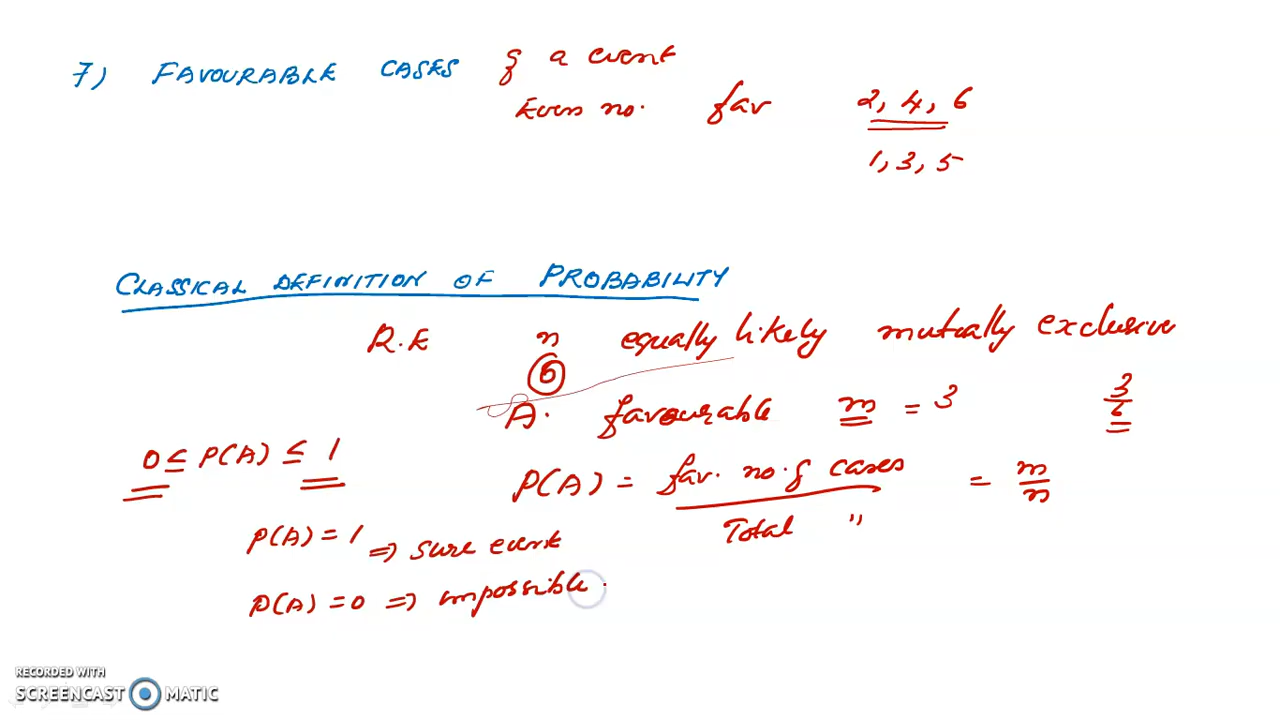 7) FAVOURABLE CASES of a event
Even no. fav 2, 4, 6
1, 3, 5
CLASSICAL DEFINITION OF PROBABILITY
R.E n equally likely mutually exclusive
6
A. favourable m = 3 3/6
0 ≤ P(A) ≤ 1
P(A) = fav. no. of cases / Total " = m/n
P(A) = 1 => sure event
P(A) = 0 => impossible .
RECORDED WITH
SCREENCAST MATIC